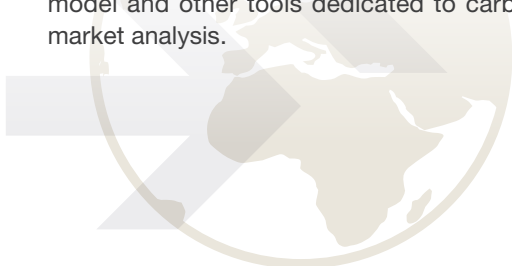 model and other tools dedicated to carb
market analysis.